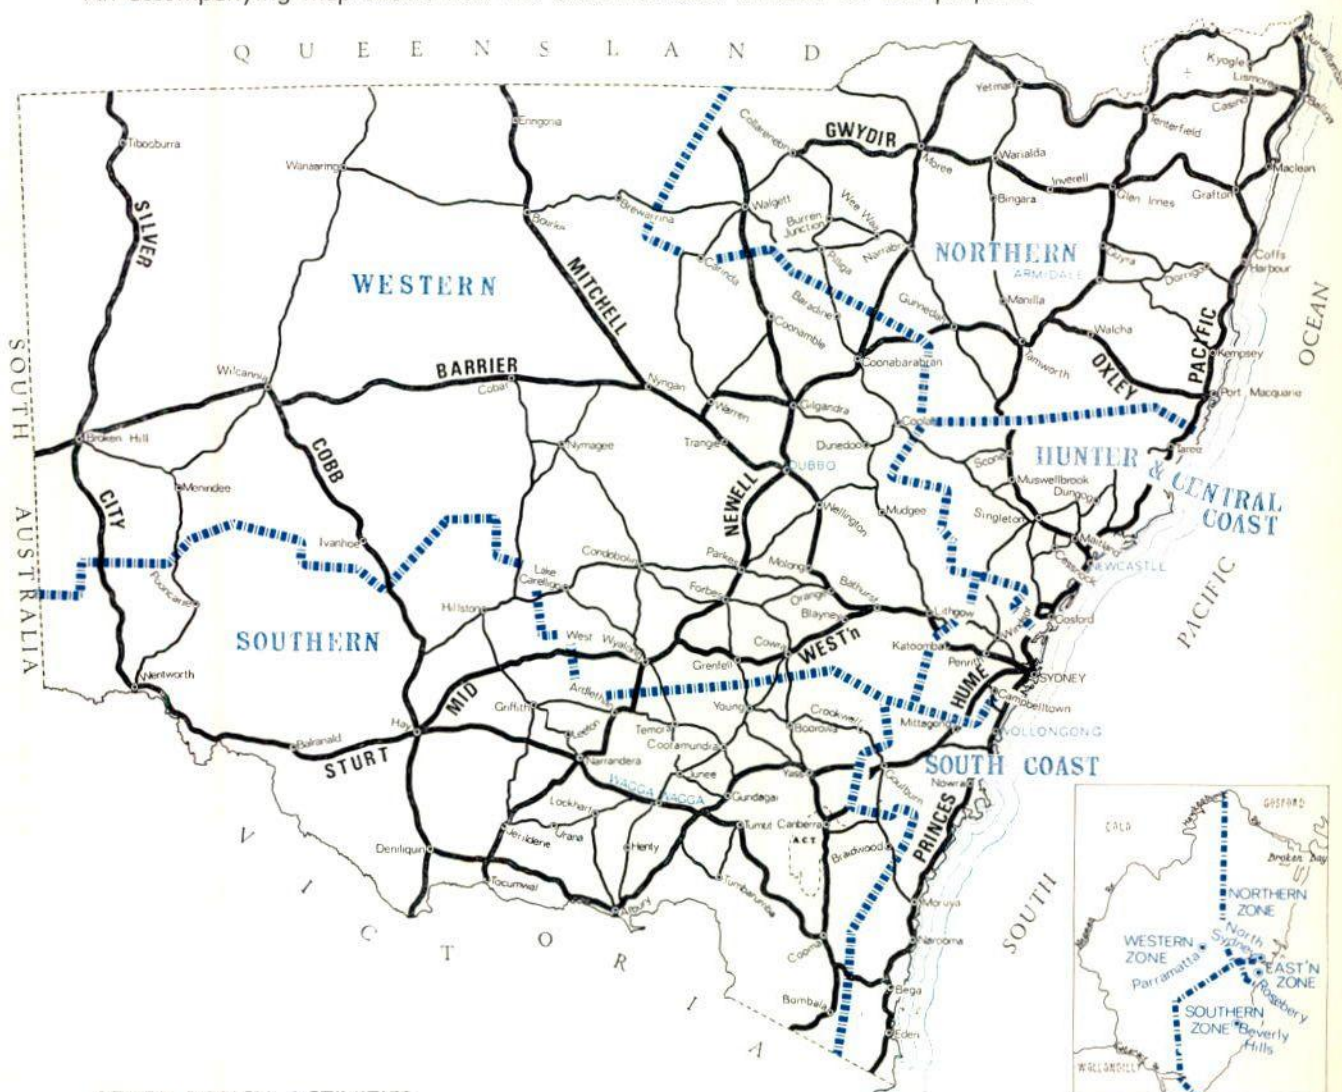 QUEENSLAND
Tibooburra
SILVER
CITY
Wanaaring
Enngonia
Bourke
Brewarrina
WESTERN
MITCHELL
BARRIER
Cobar
Nyngan
Wilcannia
Broken Hill
COBB
Menindee
Ivanhoe
Nymagee
SOUTH AUSTRALIA
Pooncarie
SOUTHERN
Wentworth
Balranald
STURT
Hay
MID
WEST'n
Hillston
Lake
Cargelligo
Condobolin
West Wyalong
Ardlethan
Griffith
Leeton
Narrandera
Temora
Cootamundra
Junee
WAGGA WAGGA
Gundagai
Lockhart
Urana
Jerilderie
Henty
Deniliquin
Tocumwal
Albury
Tumbarumba
Tumut
Canberra
A.C.T.
VICTORIA
Collarenebri
GWYDIR
Moree
Yetman
Warialda
Inverell
Bingara
Glen Innes
Tenterfield
Kyogle
Lismore
Casino
Ballina
Maclean
Grafton
Walgett
Burren
Junction
Wee Waa
Narrabri
Pilliga
Carinda
Baradine
Coonamble
Gunnedah
NORTHERN
ARMIDALE
Guyra
Dorrigo
Coffs
Harbour
Manilla
Walcha
OXLEY
PACIFIC
Kempsey
Port Macquarie
Tamworth
Coonabarabran
Warren
Gilgandra
Trangie
Dunedoo
Coolah
DUBBO
NEWELL
Wellington
Mudgee
Scone
Muswellbrook
Dungog
Singleton
HUNTER & CENTRAL
COAST
Taree
Maitland
Cessnock
NEWCASTLE
Parkes
Molong
Forbes
Orange
Bathurst
Blayney
Lithgow
Katoomba
Penrith
Windsor
Gosford
SYDNEY
Campbelltown
HUME
Mittagong
WOLLONGONG
Grenfell
Cowra
Young
Boorowa
Crookwell
Yass
Goulburn
SOUTH COAST
Nowra
PRINCES
Braidwood
Moruya
Narooma
Cooma
Bega
Bombala
Eden
SOUTH PACIFIC OCEAN
COLO
GOSFORD
Broken Bay
NORTHERN
ZONE
WESTERN
ZONE
North
Sydney
Parramatta
EAST'N
ZONE
Rosebery
SOUTHERN
ZONE
Beverly
Hills
WOLLONDILLY